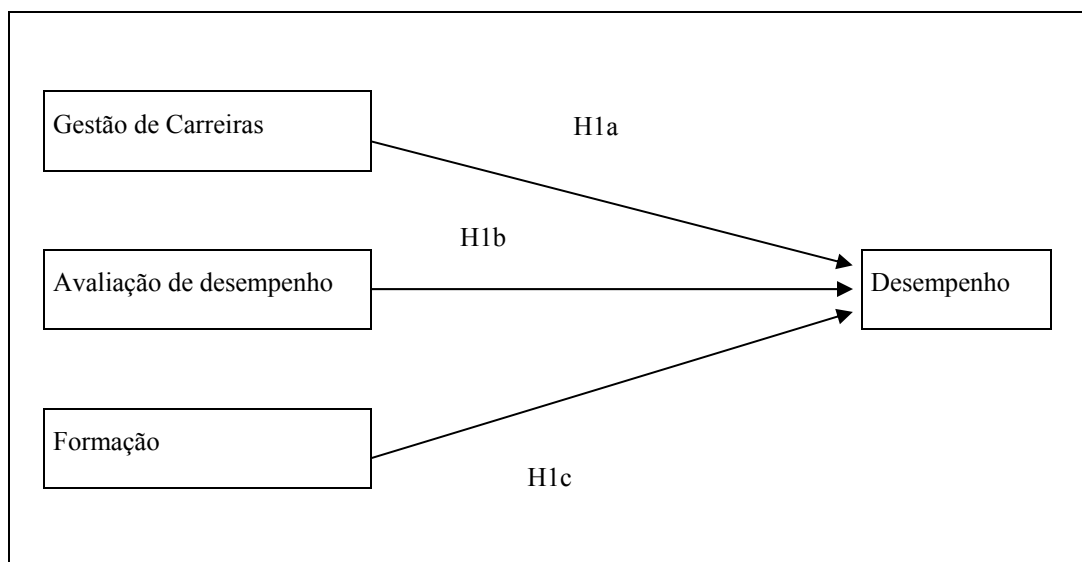 Gestão de Carreiras
H1a
H1b
Avaliação de desempenho
Desempenho
Formação
H1c